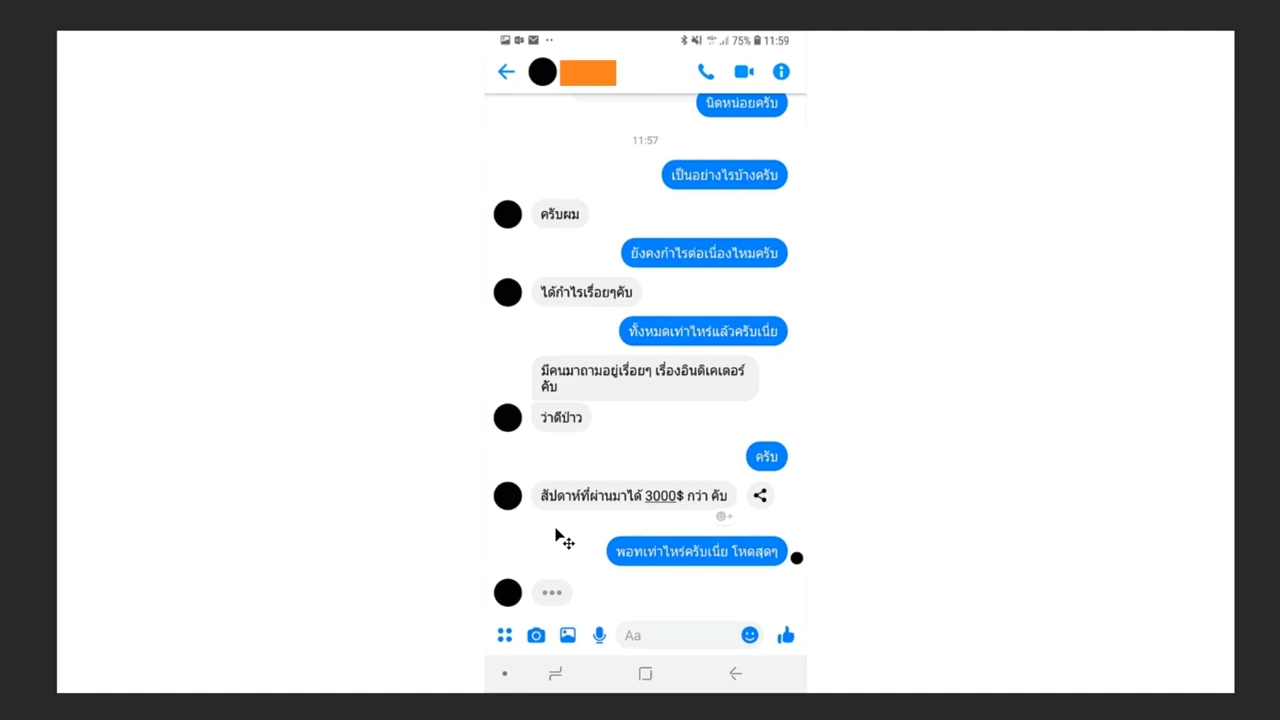 75% 11:59
นิดหน่อยครับ
11:57
เป็นอย่างไรบ้างครับ
ครับผม
ยังคงกำไรต่อเนื่องไหมครับ
ได้กำไรเรื่อยๆคับ
ทั้งหมดเท่าไหร่แล้วครับเนี่ย
มีคนมาถามอยู่เรื่อยๆ เรื่องอินดิเคเตอร์
คับ
ว่าดีป่าว
ครับ
สัปดาห์ที่ผ่านมาได้ 3000$ กว่า คับ
พอทเท่าไหร่ครับเนี่ย โหดสุดๆ
Aa